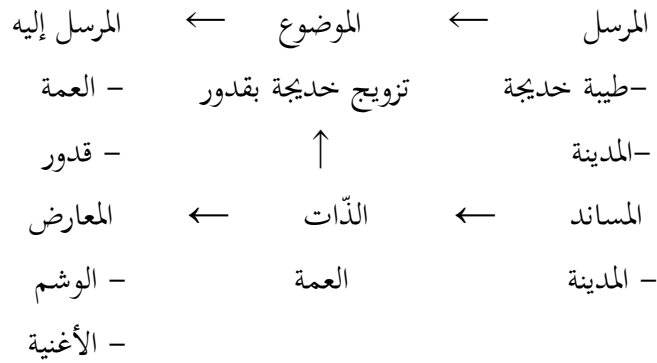 المرسل ← الموضوع ← المرسل إليه
–طيبة خديجة تزويج خديجة بقدور – العمة
–المدينة ↑ – قدور
المساند ← الذّات ← المعارض
– المدينة العمة – الوشم
– الأغنية